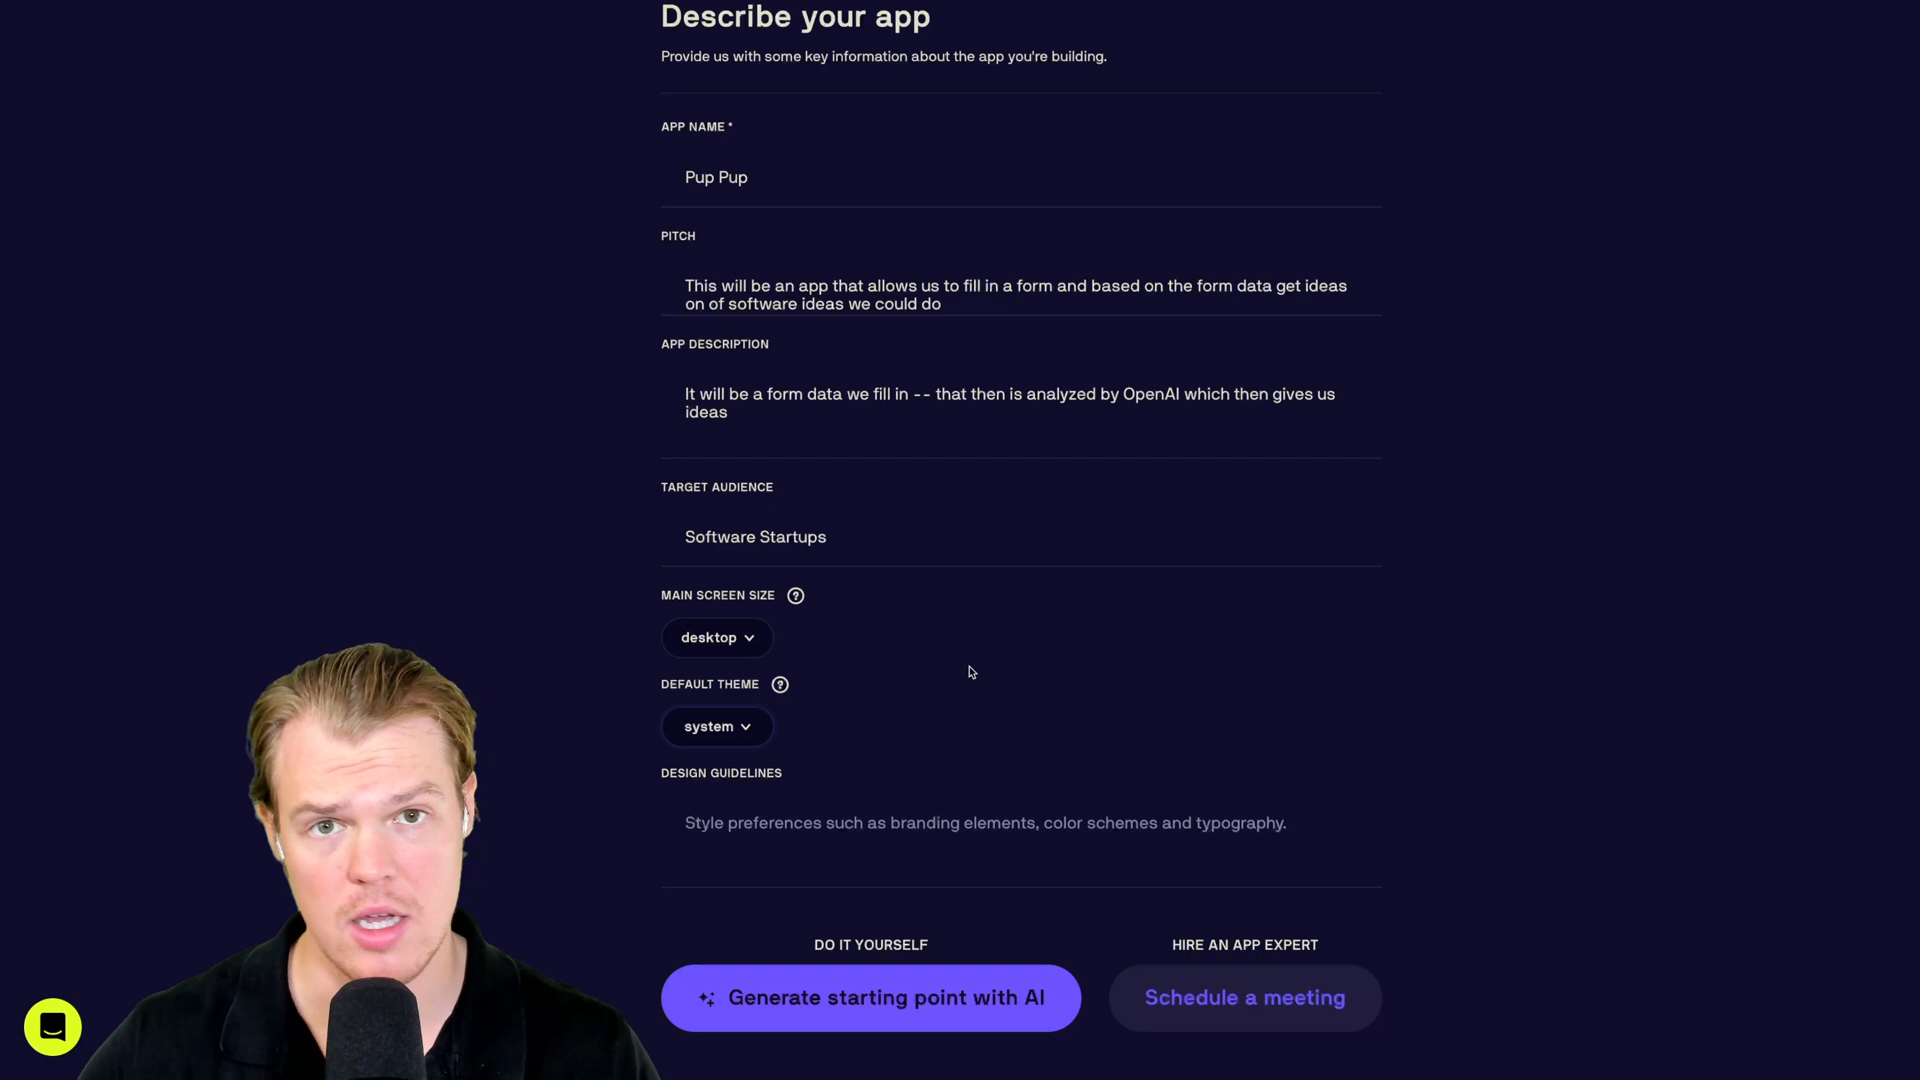 Describe your app
Provide us with some key information about the app you're building.
APP NAME *
Pup Pup
PITCH
This will be an app that allows us to fill in a form and based on the form data get ideas
on of software ideas we could do
APP DESCRIPTION
It will be a form data we fill in -- that then is analyzed by OpenAI which then gives us
ideas
TARGET AUDIENCE
Software Startups
MAIN SCREEN SIZE ?
desktop
DEFAULT THEME ?
system
DESIGN GUIDELINES
Style preferences such as branding elements, color schemes and typography.
DO IT YOURSELF
Generate starting point with AI
HIRE AN APP EXPERT
Schedule a meeting